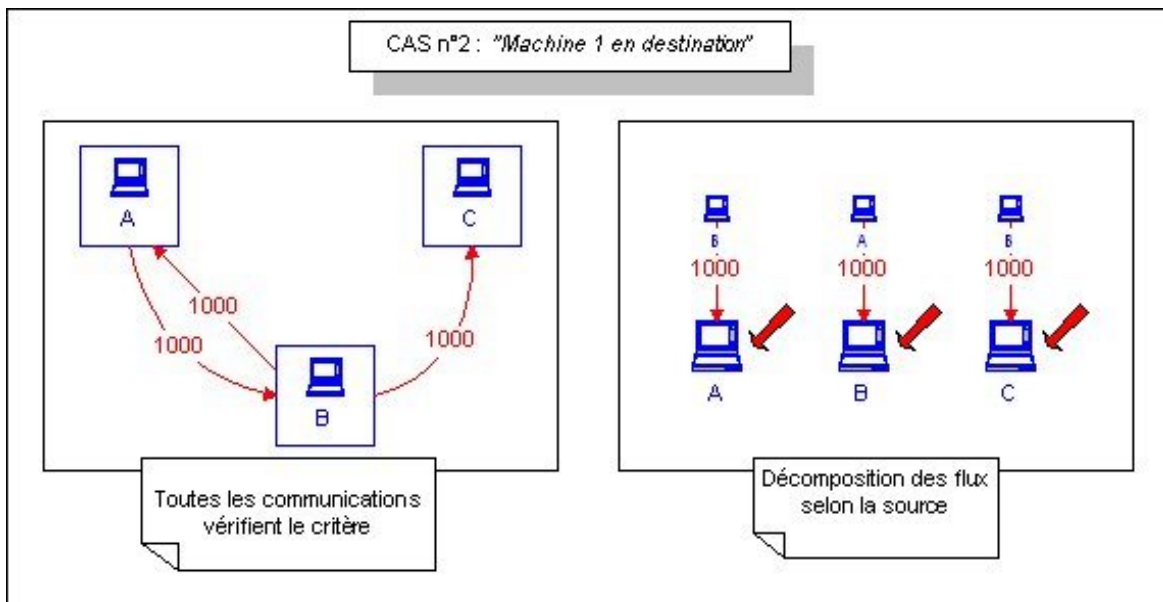 CAS n°2 : "Machine 1 en destination"
A
C
1000
1000
1000
B
Toutes les communications
vérifient le critère
B
A
B
1000
1000
1000
A
B
C
Décomposition des flux
selon la source